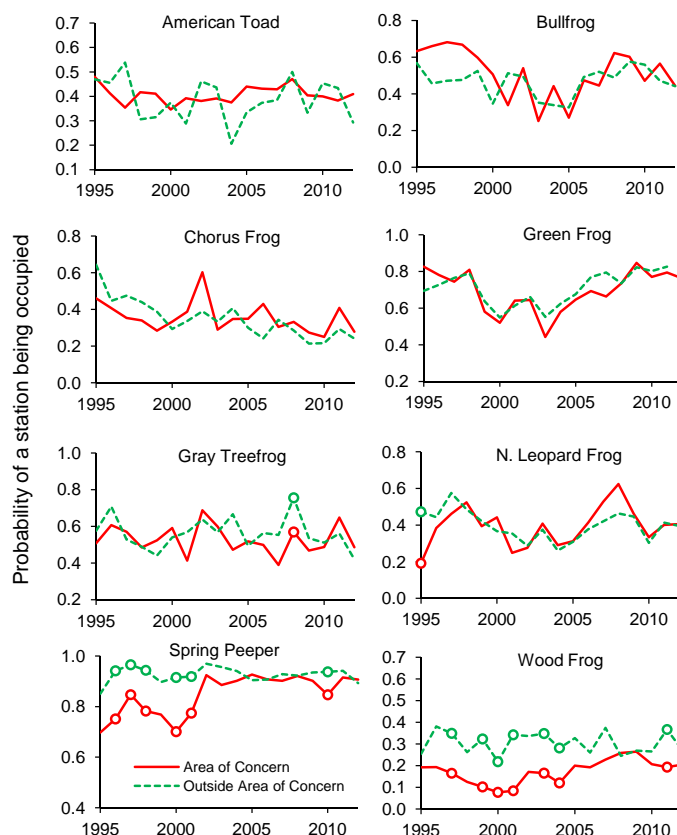 American Toad
0.7
0.6
0.5
0.4
0.3
0.2
0.1
1995 2000 2005 2010
Bullfrog
0.8
0.6
0.4
0.2
0.0
1995 2000 2005 2010
Probability of a station being occupied
Chorus Frog
0.8
0.6
0.4
0.2
0.0
1995 2000 2005 2010
Green Frog
1.0
0.8
0.6
0.4
0.2
1995 2000 2005 2010
Gray Treefrog
1.0
0.8
0.6
0.4
0.2
1995 2000 2005 2010
N. Leopard Frog
0.8
0.6
0.4
0.2
0.0
1995 2000 2005 2010
Spring Peeper
1.0
0.8
0.6
0.4
Area of Concern
Outside Area of Concern
1995 2000 2005 2010
Wood Frog
0.7
0.6
0.5
0.4
0.3
0.2
0.1
0.0
1995 2000 2005 2010